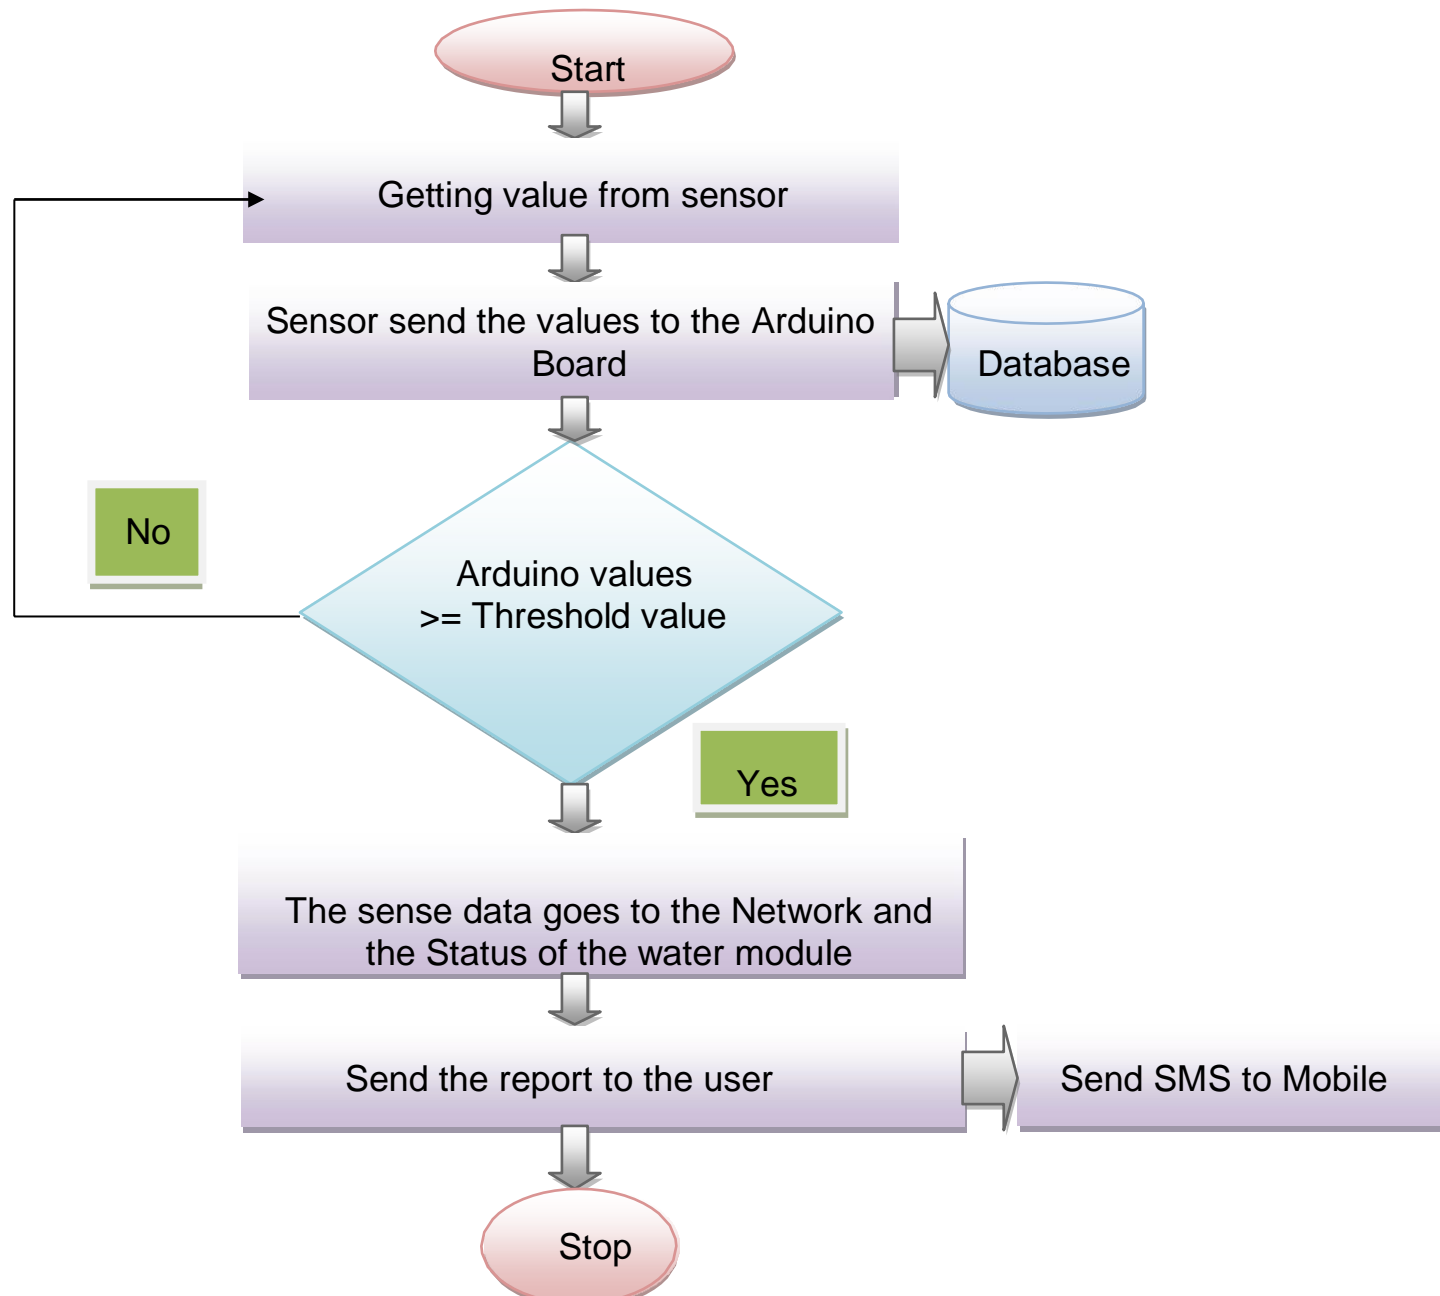 Start
Getting value from sensor
Sensor send the values to the Arduino
Board
Database
No
Arduino values
>= Threshold value
Yes
The sense data goes to the Network and
the Status of the water module
Send the report to the user
Send SMS to Mobile
Stop